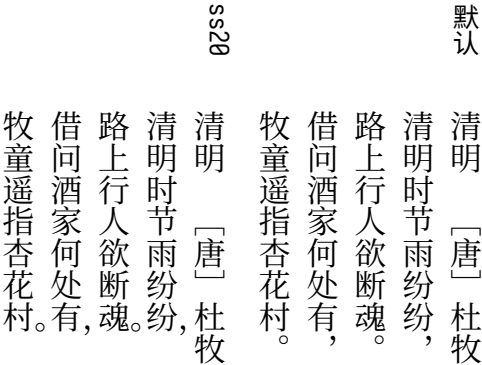 默认
清明　［唐］杜牧
清明时节雨纷纷，
路上行人欲断魂。
借问酒家何处有，
牧童遥指杏花村。
ss20
清明　［唐］杜牧
清明时节雨纷纷，
路上行人欲断魂。
借问酒家何处有，
牧童遥指杏花村。